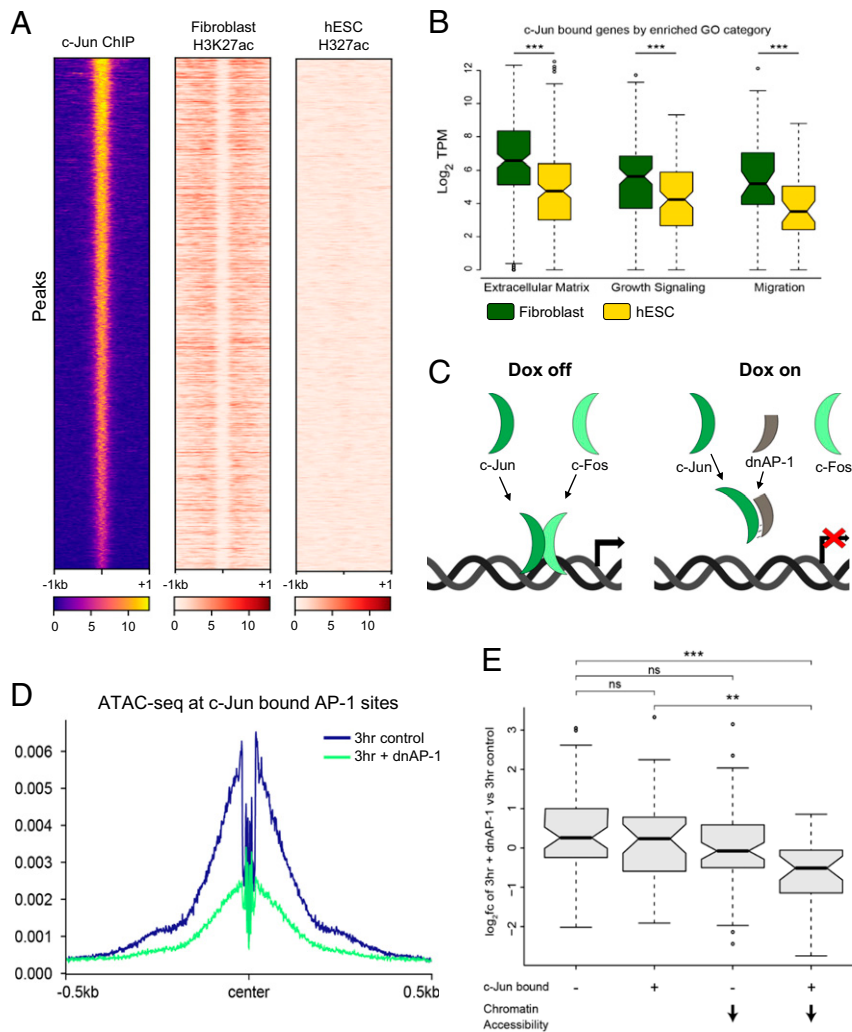 A
c-Jun ChIP
Fibroblast
H3K27ac
hESC
H327ac
Peaks
-1kb +1 -1kb +1 -1kb +1
0 5 10 0 5 10 0 5 10
B
c-Jun bound genes by enriched GO category
*** *** ***
Log2 TPM
12
10
8
6
4
2
0
Extracellular Matrix Growth Signaling Migration
Fibroblast hESC
C
Dox off Dox on
c-Jun c-Fos c-Jun dnAP-1 c-Fos
D
ATAC-seq at c-Jun bound AP-1 sites
3hr control
3hr + dnAP-1
0.006
0.005
0.004
0.003
0.002
0.001
0.000
-0.5kb center 0.5kb
E
***
ns
ns
**
log2fc of 3hr + dnAP-1 vs 3hr control
3
2
1
0
-1
-2
c-Jun bound - + - +
Chromatin
Accessibility